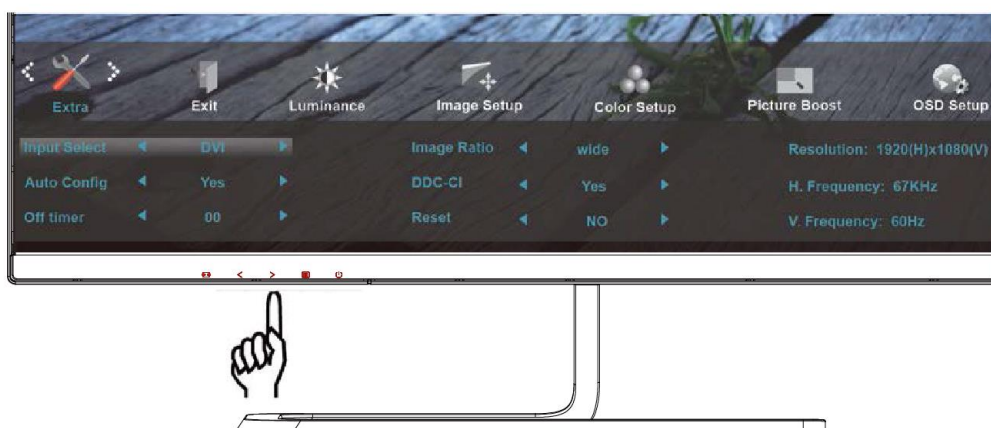 Extra Exit Luminance Image Setup Color Setup Picture Boost OSD Setup
Input Select DVI Image Ratio wide Resolution: 1920(H)x1080(V)
Auto Config Yes DDC-CI Yes H. Frequency: 67KHz
Off timer 00 Reset NO V. Frequency: 60Hz